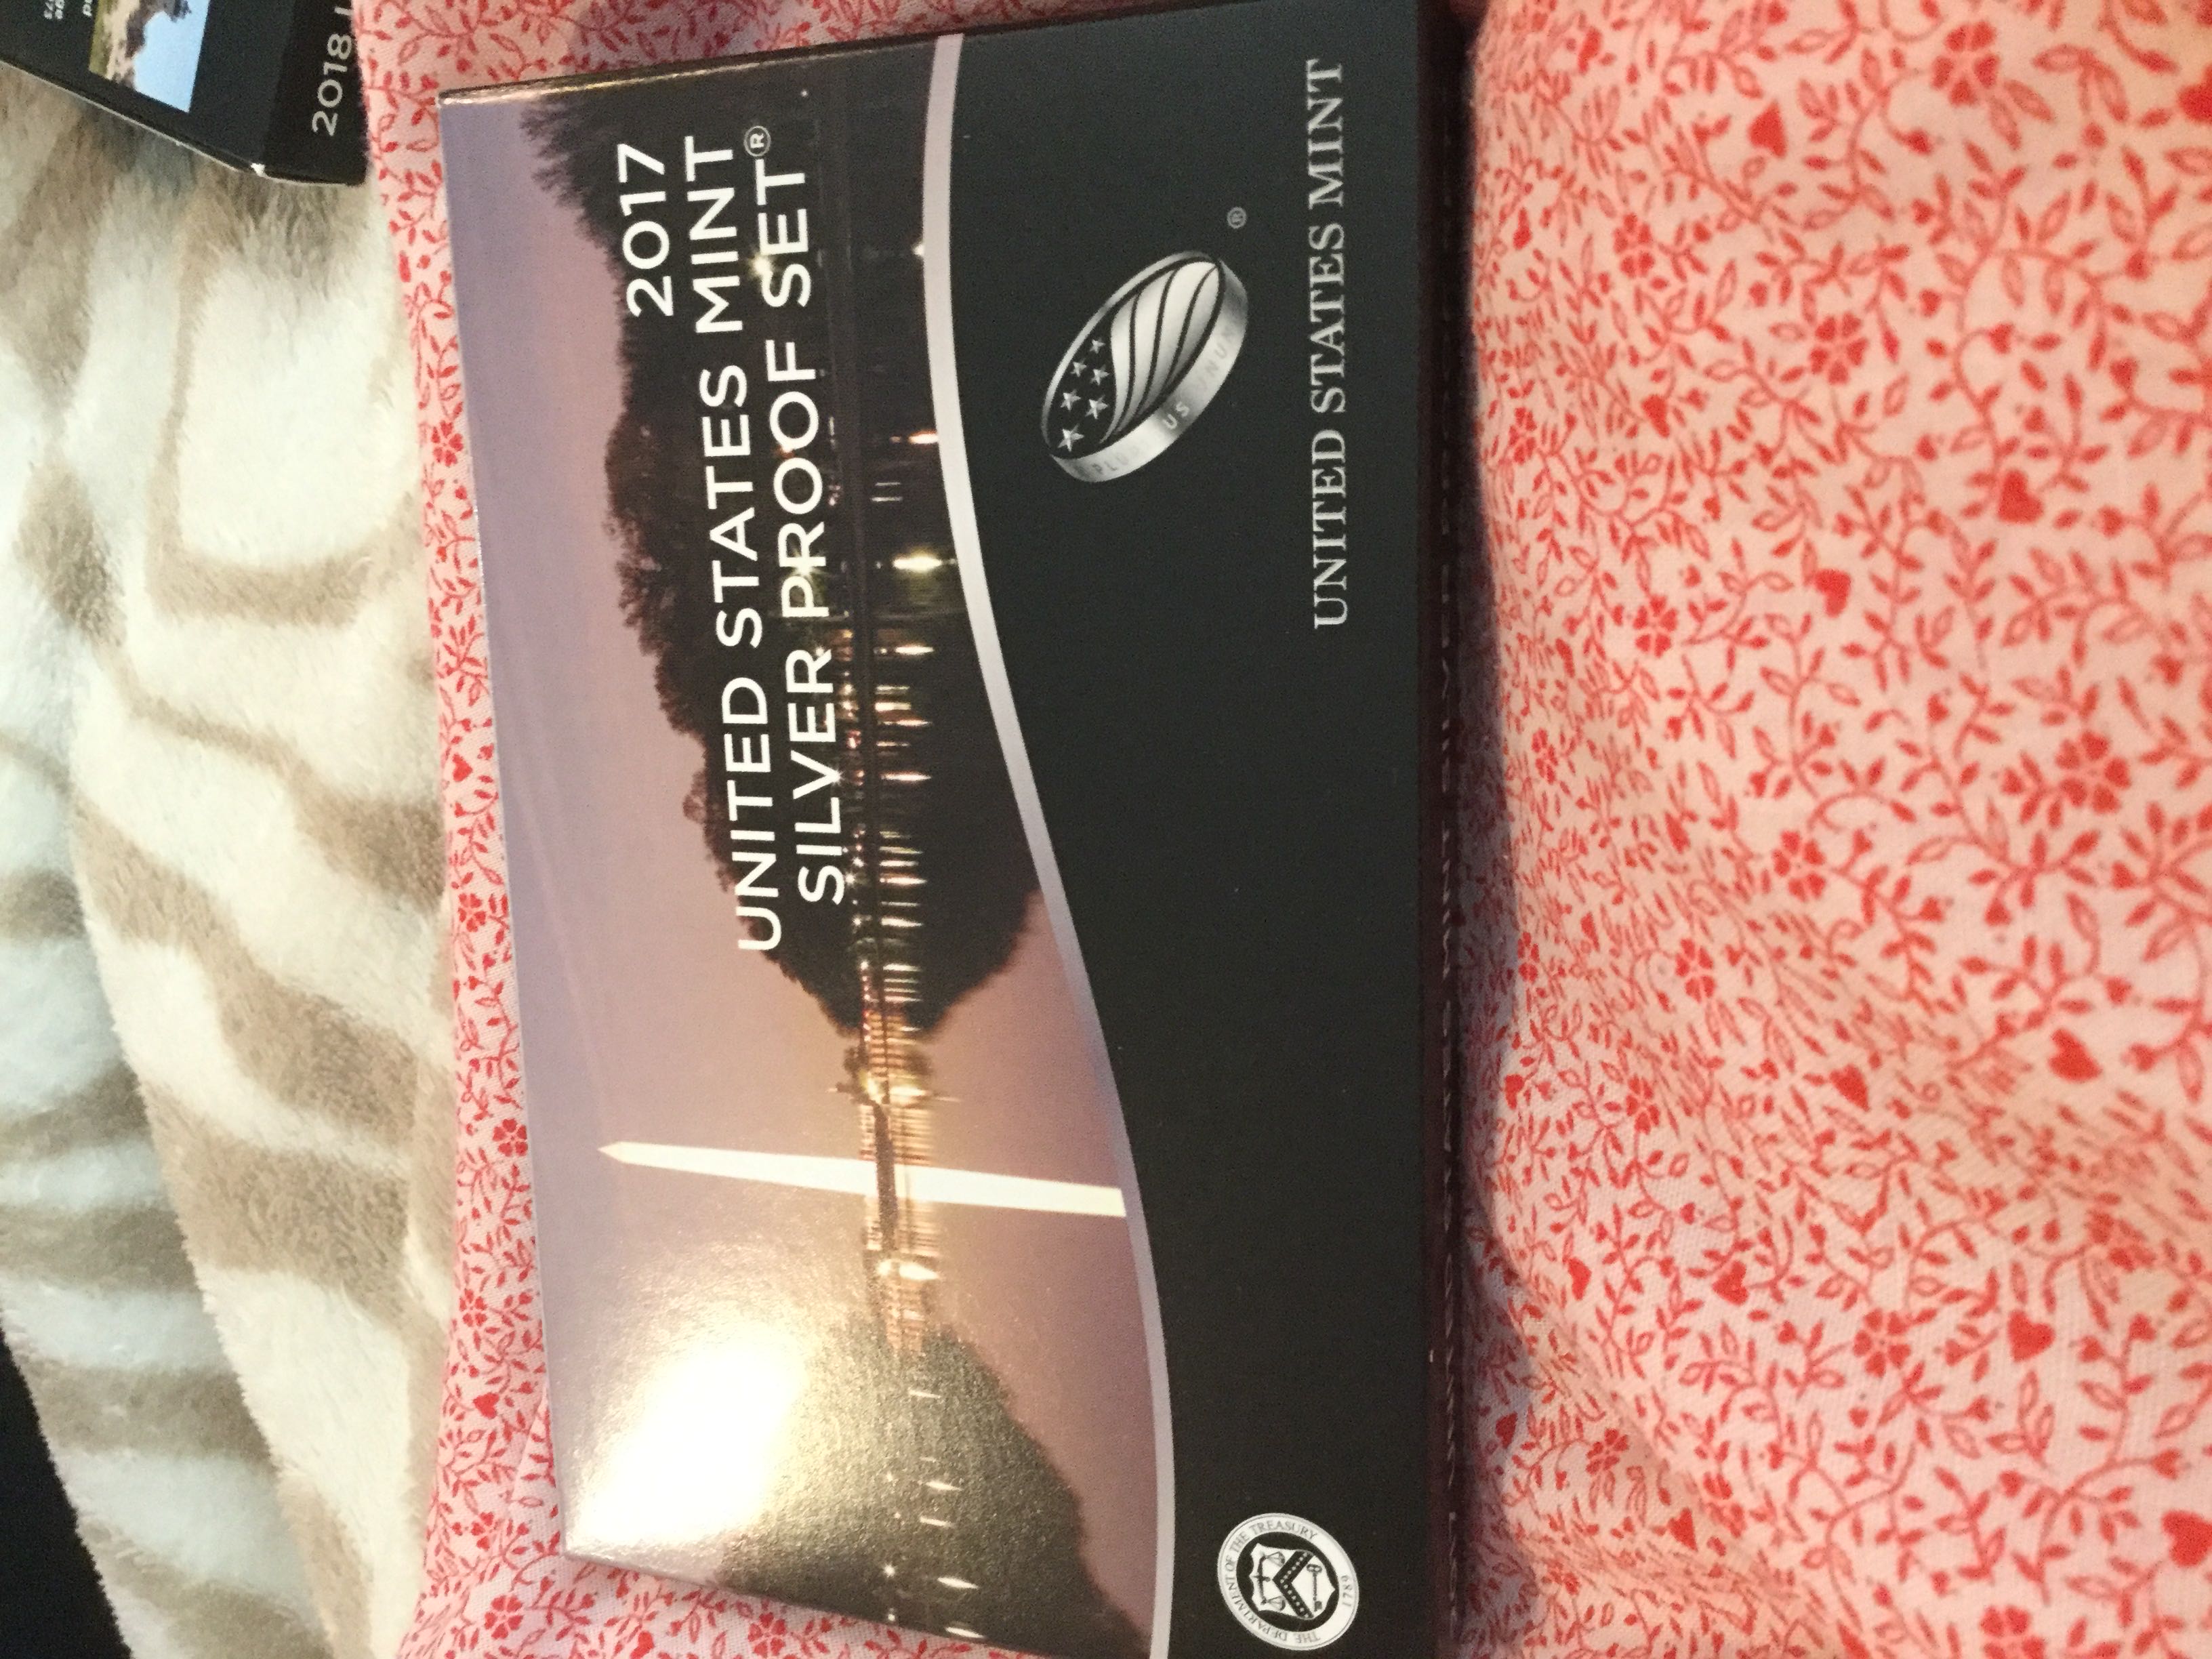 2017
UNITED STATES MINT
SILVER PROOF SET®
®
UNITED STATES MINT
THE DEPARTMENT OF THE TREASURY
1789
2018